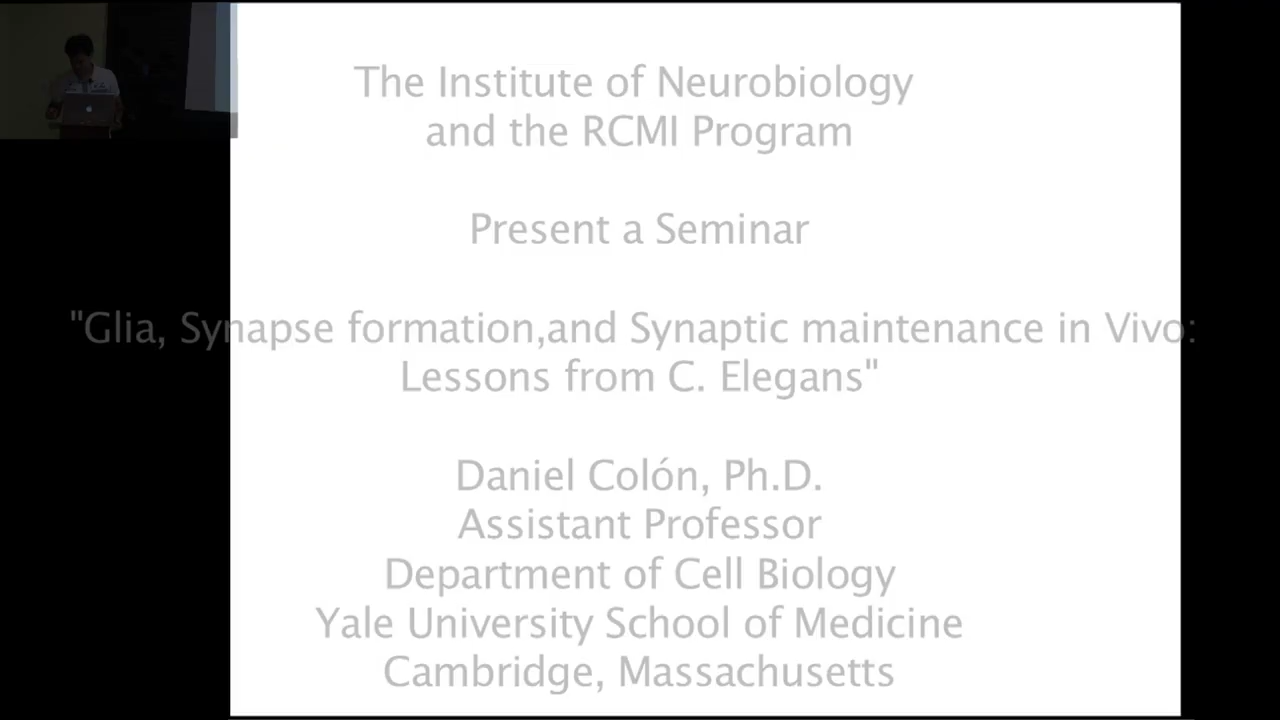 The Institute of Neurobiology
and the RCMI Program
Present a Seminar
"Glia, Synapse formation,and Synaptic maintenance in Vivo:
Lessons from C. Elegans"
Daniel Colón, Ph.D.
Assistant Professor
Department of Cell Biology
Yale University School of Medicine
Cambridge, Massachusetts